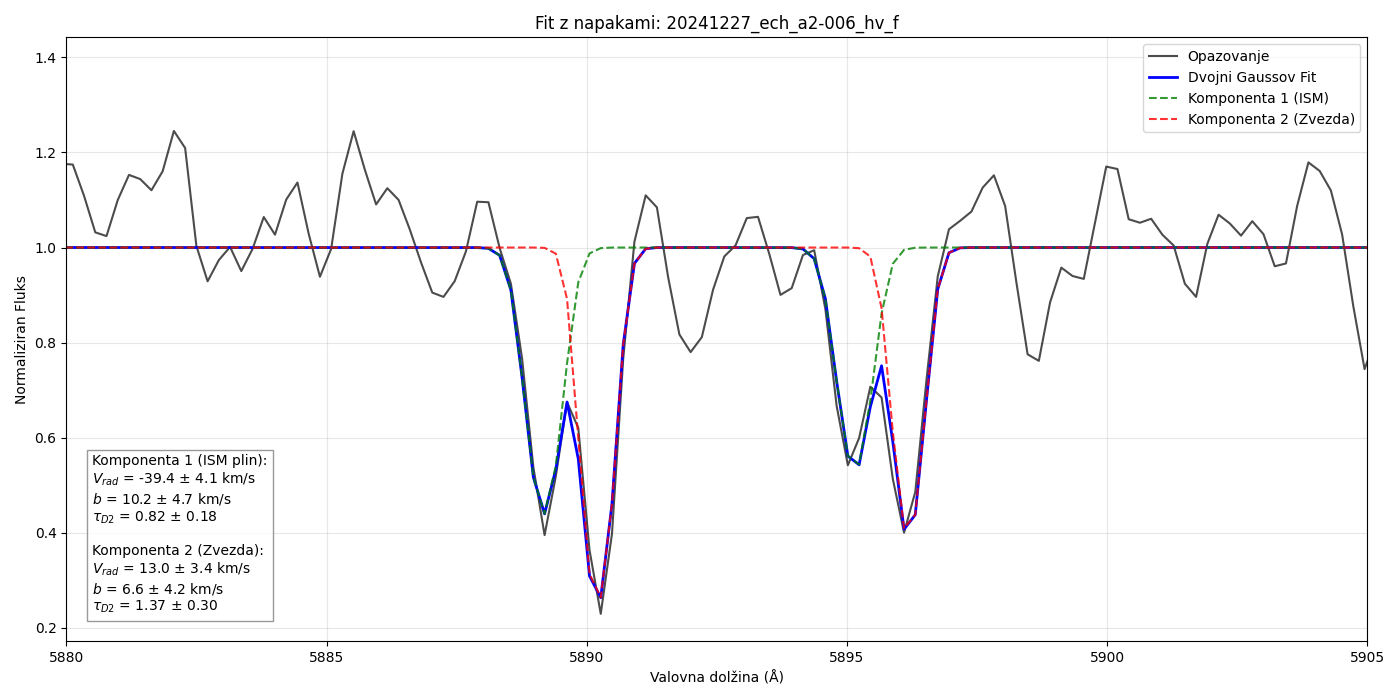 Fit z napakami: 20241227_ech_a2-006_hv_f
Normaliziran Fluks
1.4
1.2
1.0
0.8
0.6
0.4
0.2
Opazovanje
Dvojni Gaussov Fit
Komponenta 1 (ISM)
Komponenta 2 (Zvezda)
Komponenta 1 (ISM plin):
V_rad = -39.4 ± 4.1 km/s
b = 10.2 ± 4.7 km/s
τ_D2 = 0.82 ± 0.18
Komponenta 2 (Zvezda):
V_rad = 13.0 ± 3.4 km/s
b = 6.6 ± 4.2 km/s
τ_D2 = 1.37 ± 0.30
5880 5885 5890 5895 5900 5905
Valovna dolžina (Å)